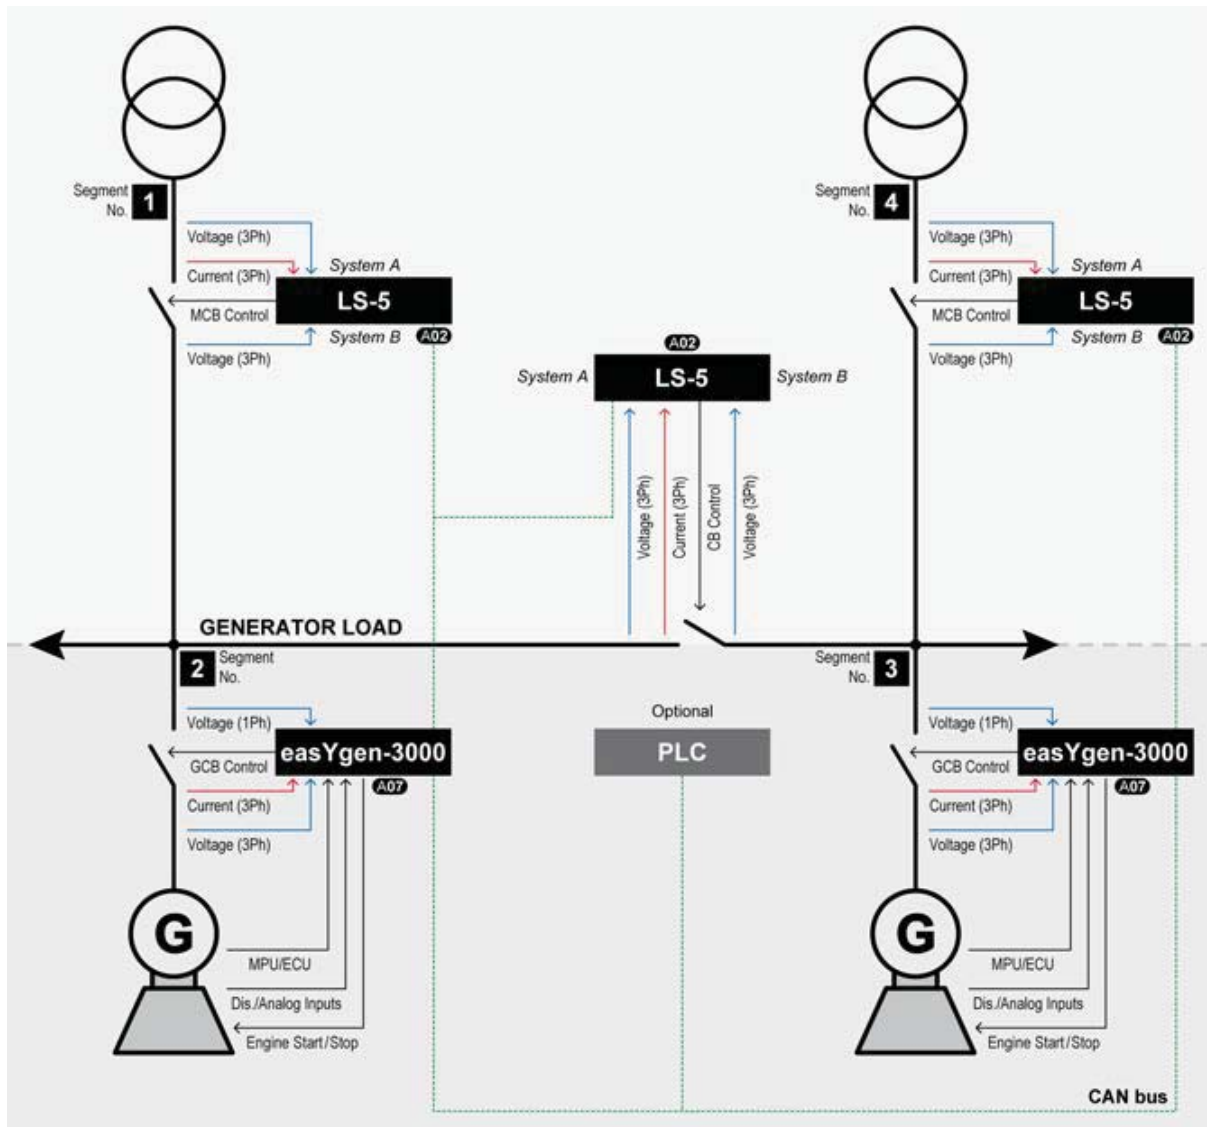 Segment
No.
1
Voltage (3Ph)
Current (3Ph)
System A
LS-5
MCB Control
System B
A02
Voltage (3Ph)
Segment
No.
4
Voltage (3Ph)
Current (3Ph)
System A
LS-5
MCB Control
System B
A02
Voltage (3Ph)
A02
System A
LS-5
System B
Voltage (3Ph)
Current (3Ph)
CB Control
Voltage (3Ph)
GENERATOR LOAD
2
Segment
No.
Segment
No.
3
Voltage (1Ph)
easYgen-3000
GCB Control
A07
Current (3Ph)
Voltage (3Ph)
G
MPU/ECU
Dis./Analog Inputs
Engine Start/Stop
Optional
PLC
Voltage (1Ph)
easYgen-3000
GCB Control
A07
Current (3Ph)
Voltage (3Ph)
G
MPU/ECU
Dis./Analog Inputs
Engine Start/Stop
CAN bus